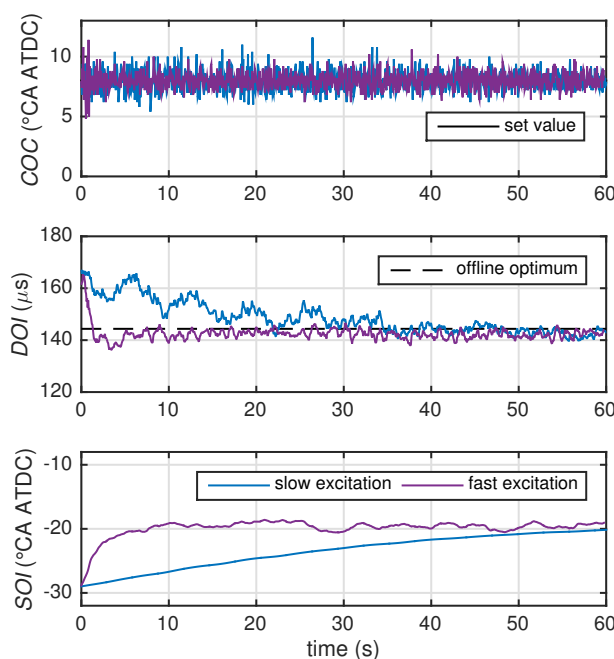 10
5
0
COC (°CA ATDC)
set value
0 10 20 30 40 50 60
180
160
140
120
DOI (μs)
offline optimum
0 10 20 30 40 50 60
-10
-20
-30
SOI (°CA ATDC)
slow excitation fast excitation
0 10 20 30 40 50 60
time (s)